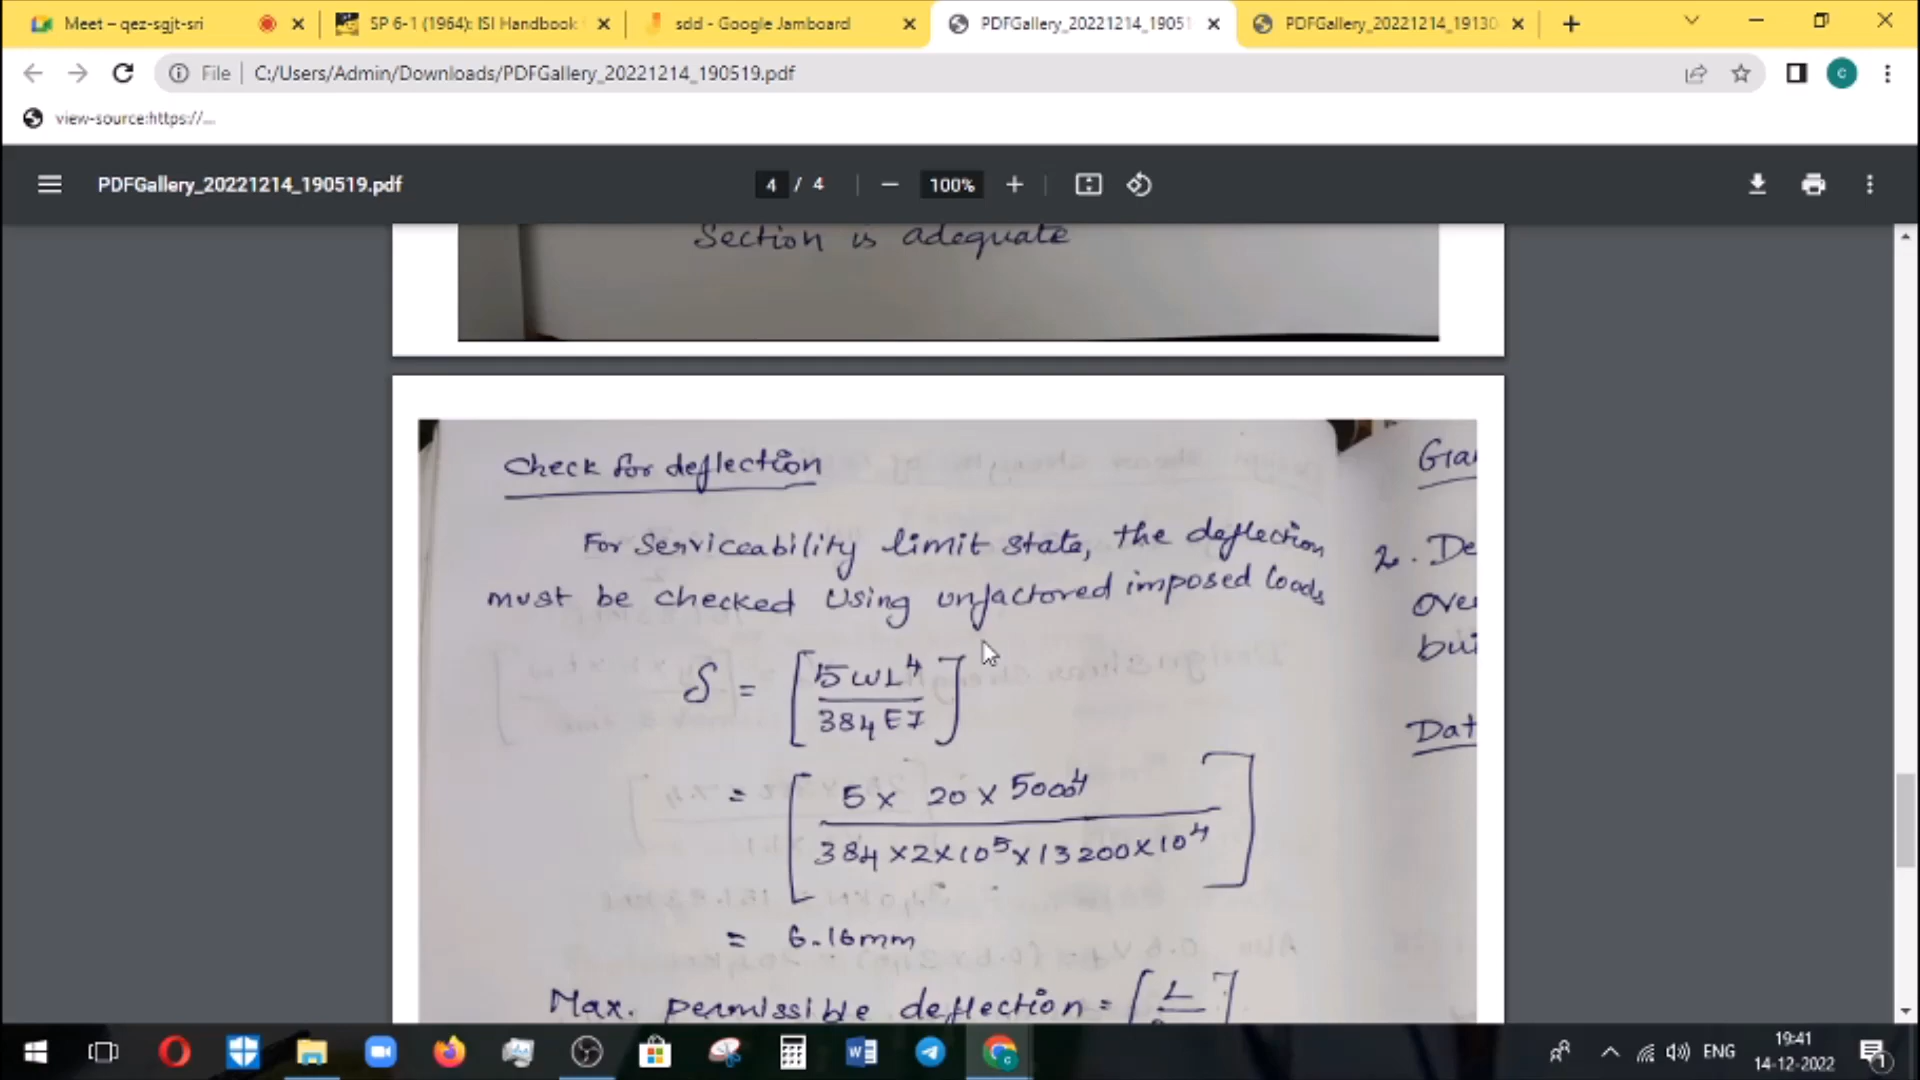 Meet – qez-sgjt-sri
SP 6-1 (1964): ISI Handbook
sdd - Google Jamboard
PDFGallery_20221214_19051
PDFGallery_20221214_19130
File
C:/Users/Admin/Downloads/PDFGallery_20221214_190519.pdf
C
view-source:https://...
PDFGallery_20221214_190519.pdf
4 / 4
100%
Section is adequate
Check for deflection
For Serviceability limit state, the deflection
must be checked Using unfactored imposed loads
δ = [5WL⁴ / 384EI]
= [5 × 20 × 5000⁴ / 384 × 2 × 10⁵ × 13200 × 10⁴]
= 6.16mm
Max. permissible deflection = [L
2. De
ove
bui
Dat
ENG
19:41
14-12-2022
1